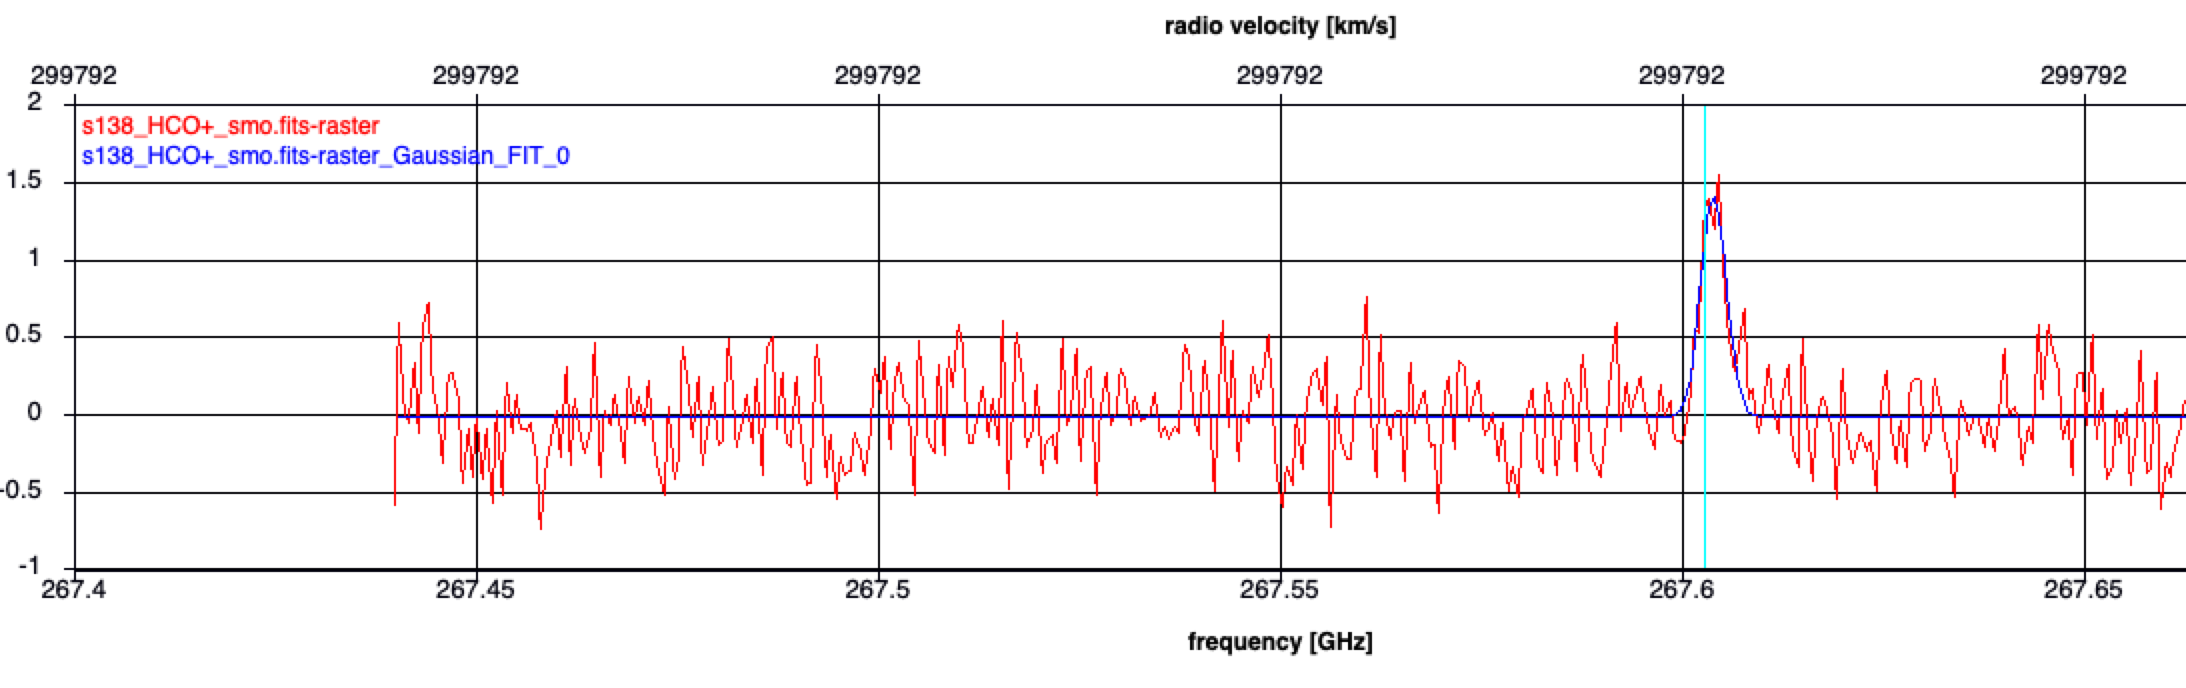 radio velocity [km/s]
299792 299792 299792 299792 299792 299792
2
s138_HCO+_smo.fits-raster
s138_HCO+_smo.fits-raster_Gaussian_FIT_0
1.5
1
0.5
0
-0.5
-1
267.4 267.45 267.5 267.55 267.6 267.65
frequency [GHz]